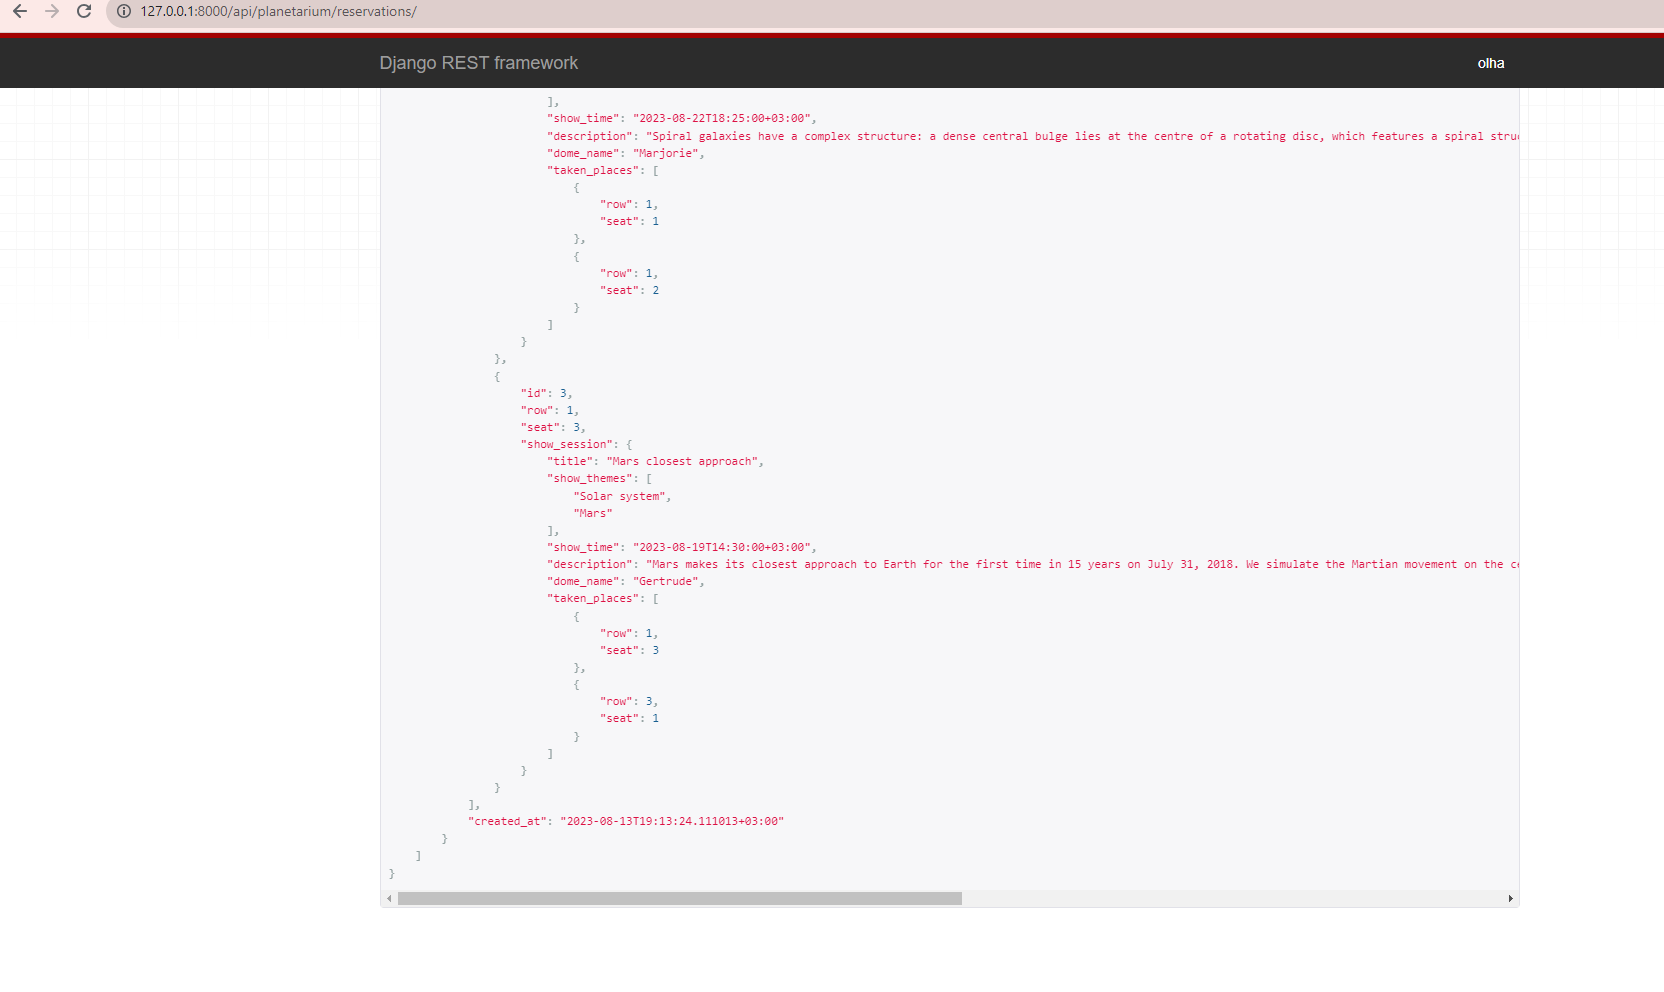 127.0.0.1:8000/api/planetarium/reservations/
Django REST framework
olha
],
"show_time": "2023-08-22T18:25:00+03:00",
"description": "Spiral galaxies have a complex structure: a dense central bulge lies at the centre of a rotating disc, which features a spiral stru
"dome_name": "Marjorie",
"taken_places": [
{
"row": 1,
"seat": 1
},
{
"row": 1,
"seat": 2
}
]
}
},
{
"id": 3,
"row": 1,
"seat": 3,
"show_session": {
"title": "Mars closest approach",
"show_themes": [
"Solar system",
"Mars"
],
"show_time": "2023-08-19T14:30:00+03:00",
"description": "Mars makes its closest approach to Earth for the first time in 15 years on July 31, 2018. We simulate the Martian movement on the ce
"dome_name": "Gertrude",
"taken_places": [
{
"row": 1,
"seat": 3
},
{
"row": 3,
"seat": 1
}
]
}
}
],
"created_at": "2023-08-13T19:13:24.111013+03:00"
}
]
}